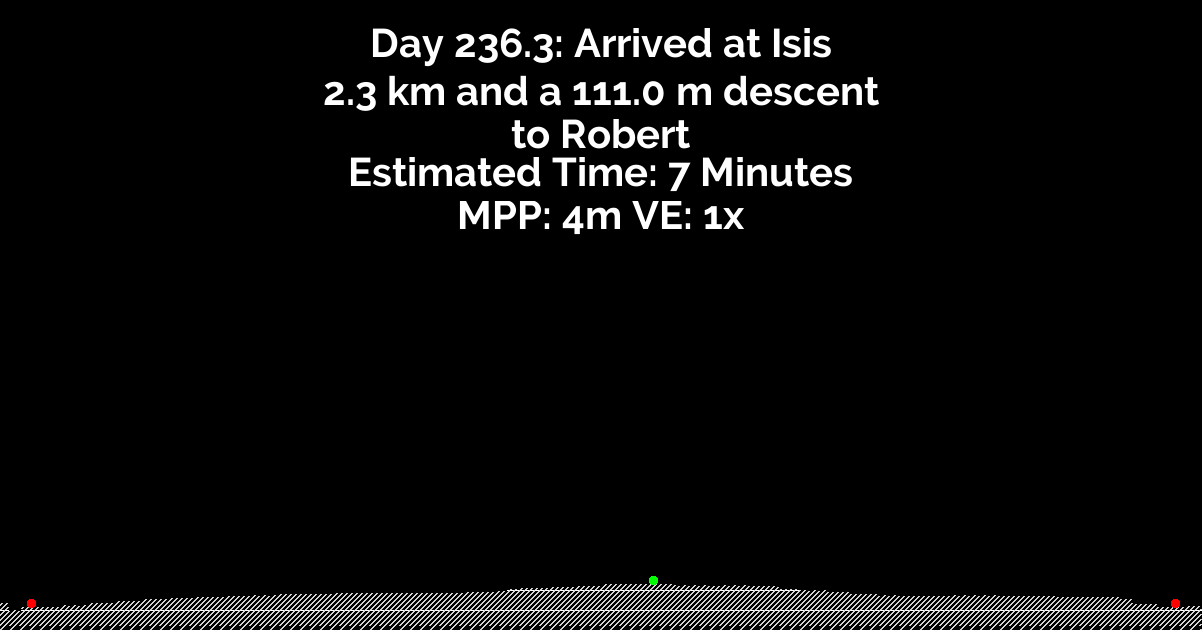 Day 236.3: Arrived at Isis
2.3 km and a 111.0 m descent
to Robert
Estimated Time: 7 Minutes
MPP: 4m VE: 1x